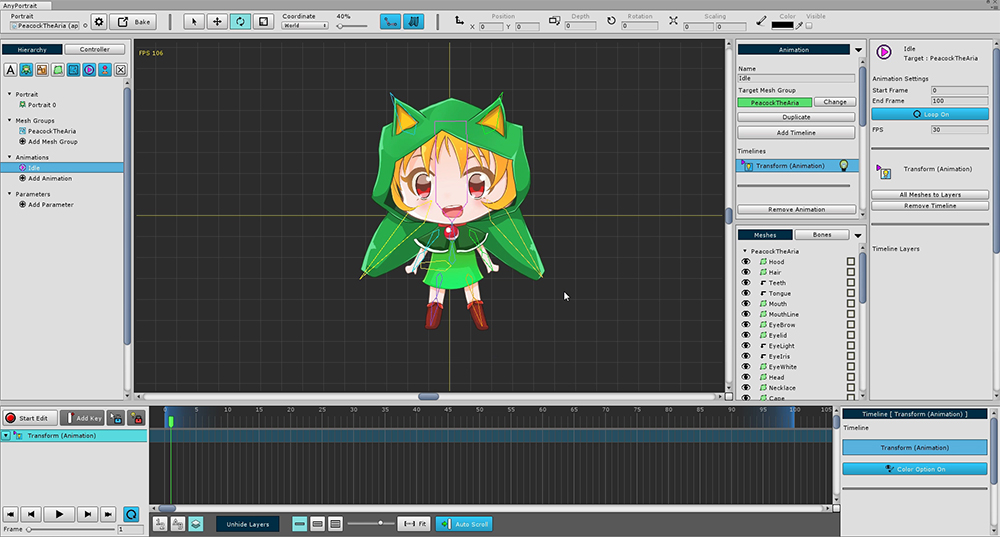 AnyPortrait
Portrait
PeacockTheAria (ap
Bake
Coordinate
World
40%
Position
X 0 Y 0
Depth
0
Rotation
0
Scaling
0 0
Color
Visible
Hierarchy
Controller
Portrait
Portrait 0
Mesh Groups
PeacockTheAria
Add Mesh Group
Animations
Idle
Add Animation
Parameters
Add Parameter
FPS 106
Animation
Name
Idle
Target Mesh Group
PeacockTheAria
Change
Duplicate
Add Timeline
Timelines
Transform (Animation)
Remove Animation
Meshes
Bones
PeacockTheAria
Hood
Hair
Teeth
Tongue
Mouth
MouthLine
EyeBrow
Eyelid
EyeLight
EyeIris
EyeWhite
Head
Necklace
Cape
Idle
Target : PeacockTheAria
Animation Settings
Start Frame 0
End Frame 100
Loop On
FPS 30
Transform (Animation)
All Meshes to Layers
Remove Timeline
Timeline Layers
Start Edit
Add Key
Transform (Animation)
0 5 10 15 20 25 30 35 40 45 50 55 60 65 70 75 80 85 90 95 100 105
Frame 1
Unhide Layers
Fit
Auto Scroll
Timeline [ Transform (Animation) ]
Timeline
Transform (Animation)
Color Option On